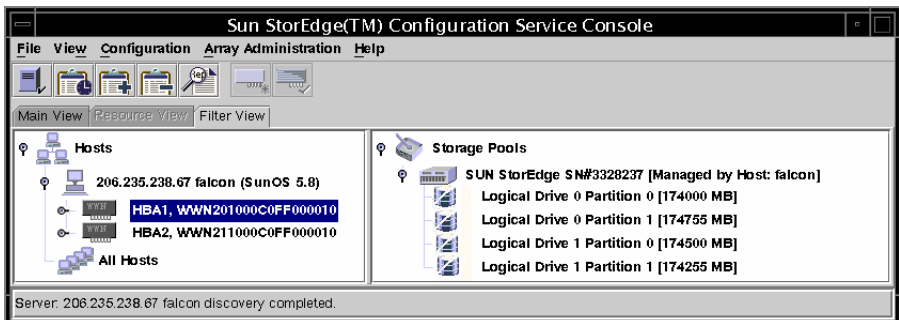 Sun StorEdge(TM) Configuration Service Console
File View Configuration Array Administration Help
Main View Resource View Filter View
Hosts
206.235.238.67 falcon (SunOS 5.8)
HBA1, WWN201000C0FF000010
HBA2, WWN211000C0FF000010
All Hosts
Storage Pools
SUN StorEdge SN#3328237 [Managed by Host: falcon]
Logical Drive 0 Partition 0 [174000 MB]
Logical Drive 0 Partition 1 [174755 MB]
Logical Drive 1 Partition 0 [174500 MB]
Logical Drive 1 Partition 1 [174255 MB]
Server: 206.235.238.67 falcon discovery completed.